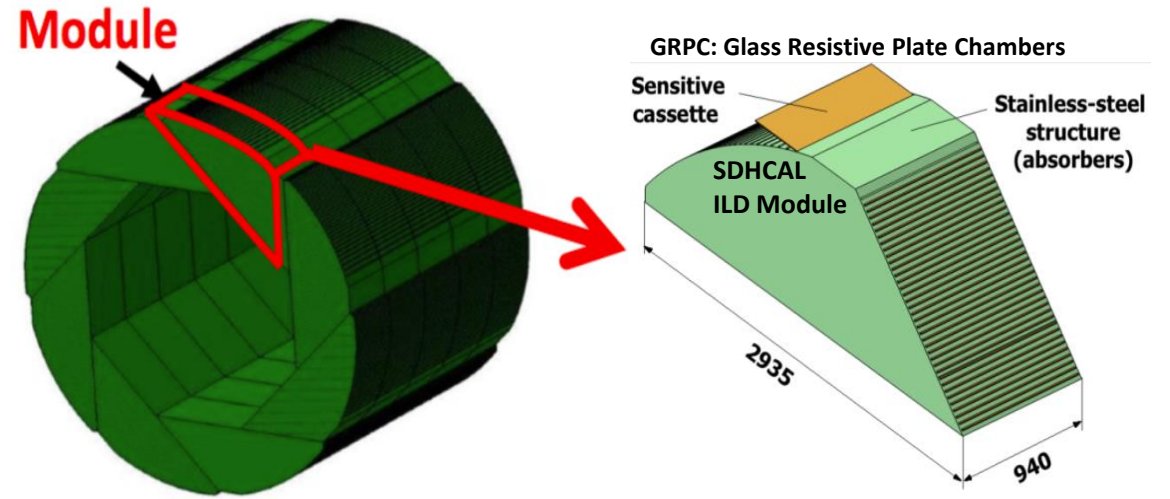 Module
GRPC: Glass Resistive Plate Chambers
Sensitive
cassette
Stainless-steel
structure
(absorbers)
SDHCAL
ILD Module
2935
940